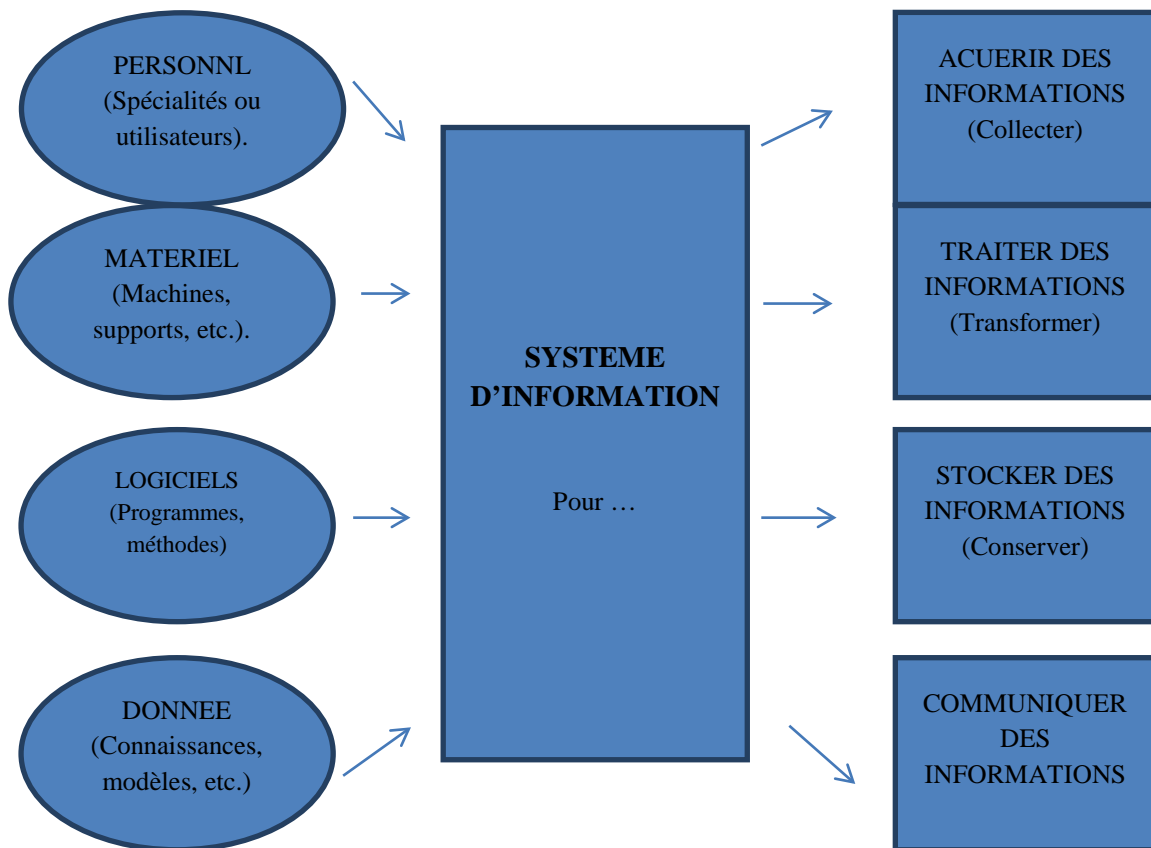 PERSONNL
(Spécialités ou
utilisateurs).
MATERIEL
(Machines,
supports, etc.).
LOGICIELS
(Programmes,
méthodes)
DONNEE
(Connaissances,
modèles, etc.)
SYSTEME
D’INFORMATION
Pour …
ACUERIR DES
INFORMATIONS
(Collecter)
TRAITER DES
INFORMATIONS
(Transformer)
STOCKER DES
INFORMATIONS
(Conserver)
COMMUNIQUER
DES
INFORMATIONS